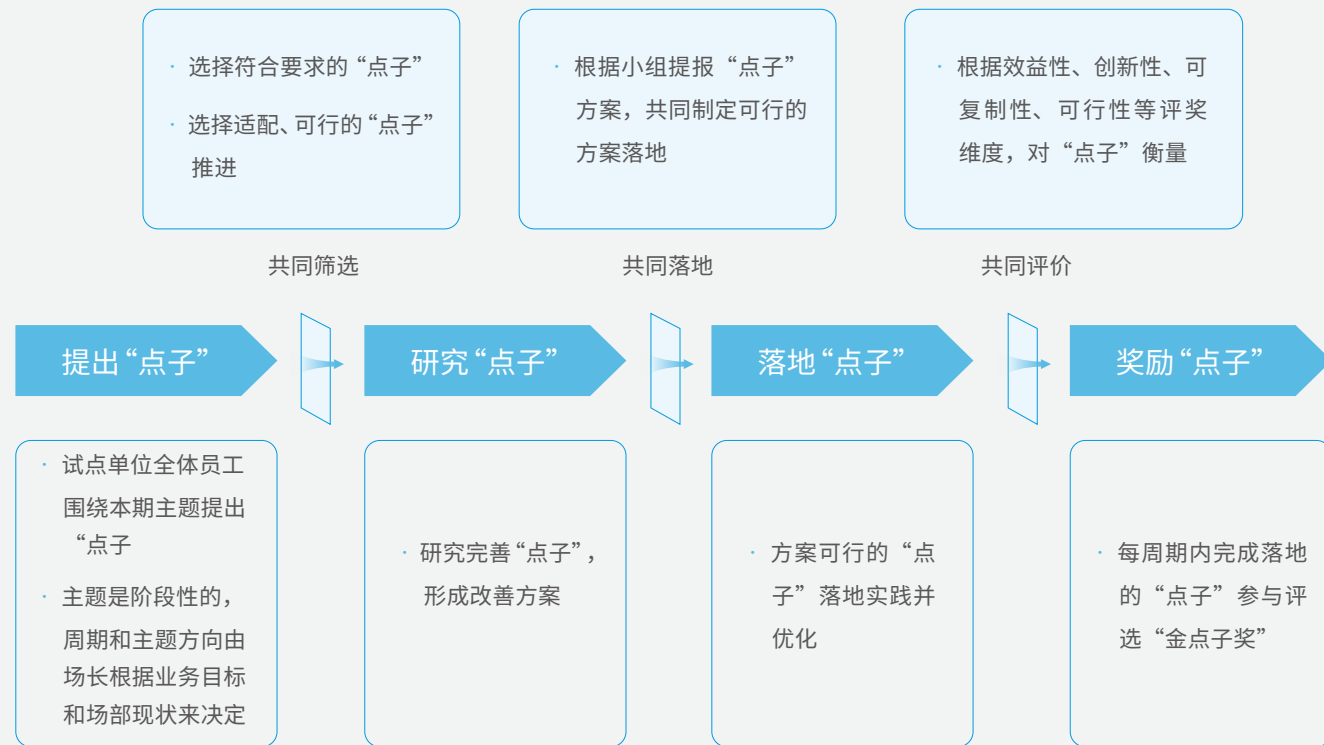 · 选择符合要求的“点子”
· 选择适配、可行的“点子”
推进
· 根据小组提报“点子”
方案，共同制定可行的
方案落地
· 根据效益性、创新性、可
复制性、可行性等评奖
维度，对“点子”衡量
共同筛选
共同落地
共同评价
提出“点子”
研究“点子”
落地“点子”
奖励“点子”
· 试点单位全体员工
围绕本期主题提出
“点子
· 主题是阶段性的，
周期和主题方向由
场长根据业务目标
和场部现状来决定
· 研究完善“点子”，
形成改善方案
· 方案可行的“点
子”落地实践并
优化
· 每周期内完成落地
的“点子”参与评
选“金点子奖”